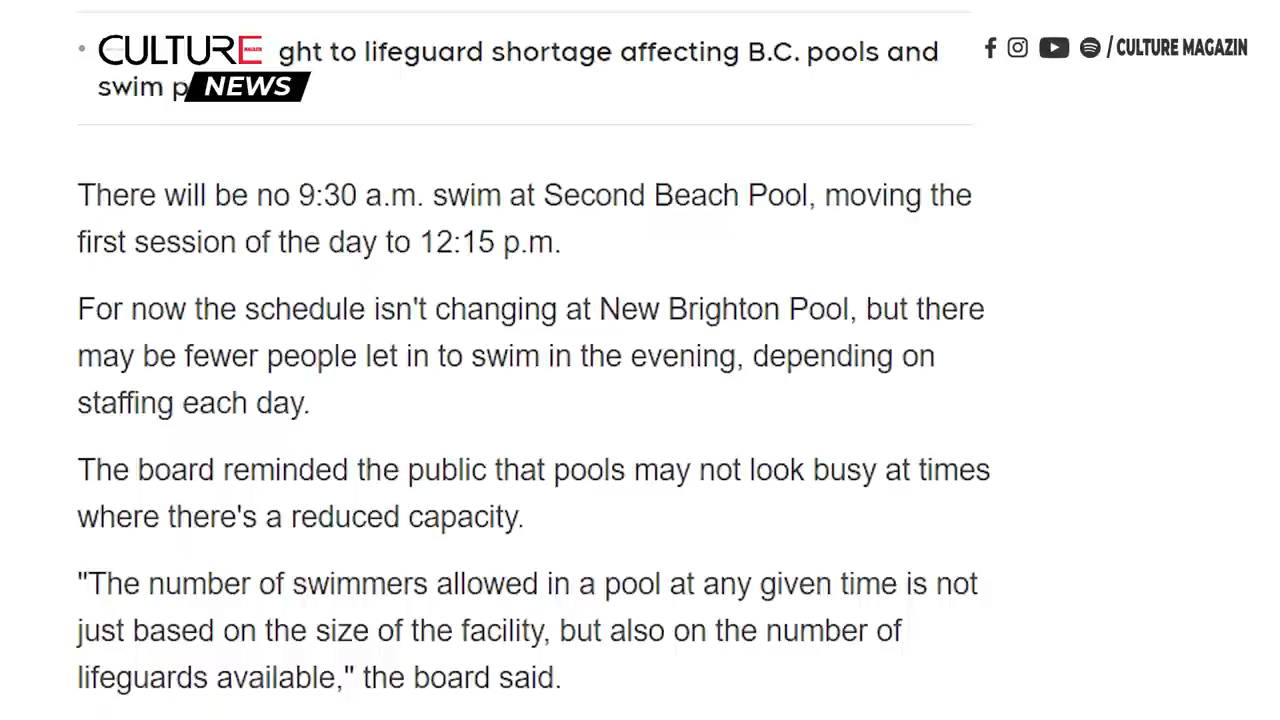 CULTURE MAGAZIN
ght to lifeguard shortage affecting B.C. pools and
swim p
NEWS
/ CULTURE MAGAZIN
There will be no 9:30 a.m. swim at Second Beach Pool, moving the
first session of the day to 12:15 p.m.
For now the schedule isn't changing at New Brighton Pool, but there
may be fewer people let in to swim in the evening, depending on
staffing each day.
The board reminded the public that pools may not look busy at times
where there's a reduced capacity.
"The number of swimmers allowed in a pool at any given time is not
just based on the size of the facility, but also on the number of
lifeguards available," the board said.